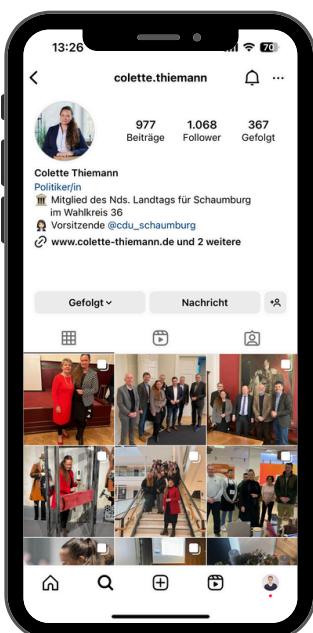 13:26
70
colette.thiemann
977 1.068 367
Beiträge Follower Gefolgt
Colette Thiemann
Politiker/in
Mitglied des Nds. Landtags für Schaumburg
im Wahlkreis 36
Vorsitzende @cdu_schaumburg
www.colette-thiemann.de und 2 weitere
Gefolgt Nachricht